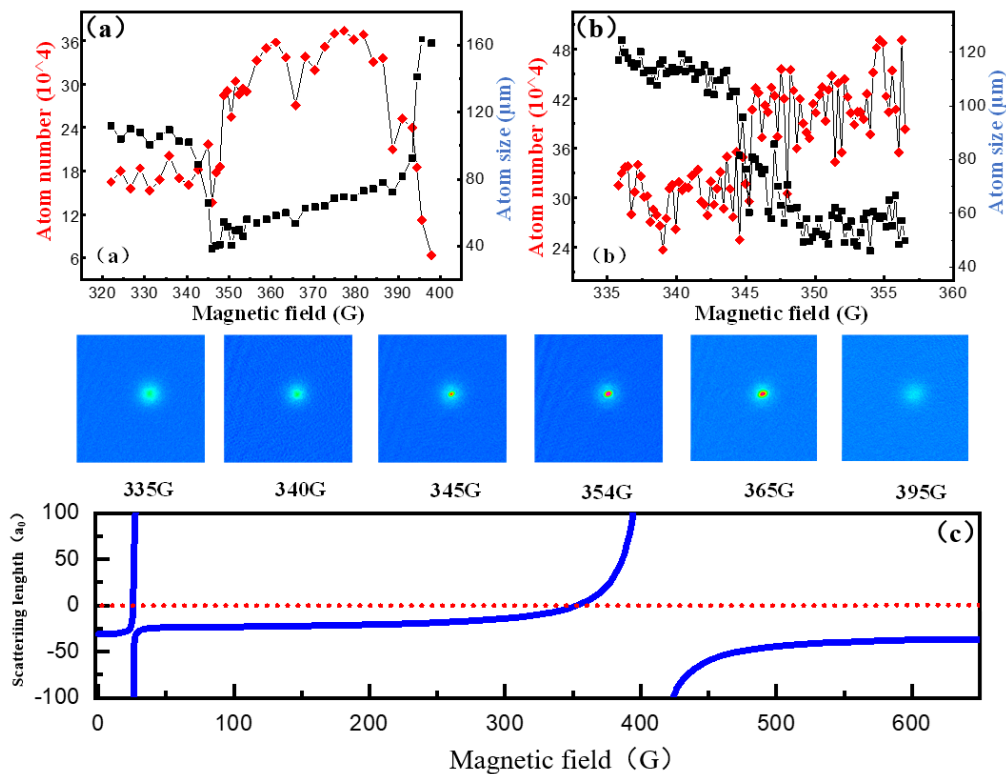 (a)
36
30
24
18
12
6
Atom number (10^4)
160
120
80
40
Atom size (μm)
(a)
320 330 340 350 360 370 380 390 400
Magnetic field (G)
(b)
48
42
36
30
24
Atom number (10^4)
120
100
80
60
40
Atom size (μm)
(b)
335 340 345 350 355 360
Magnetic field (G)
335G 340G 345G 354G 365G 395G
(c)
100
50
0
-50
-100
Scatteriing lenghth (a0)
0 100 200 300 400 500 600
Magnetic field (G)